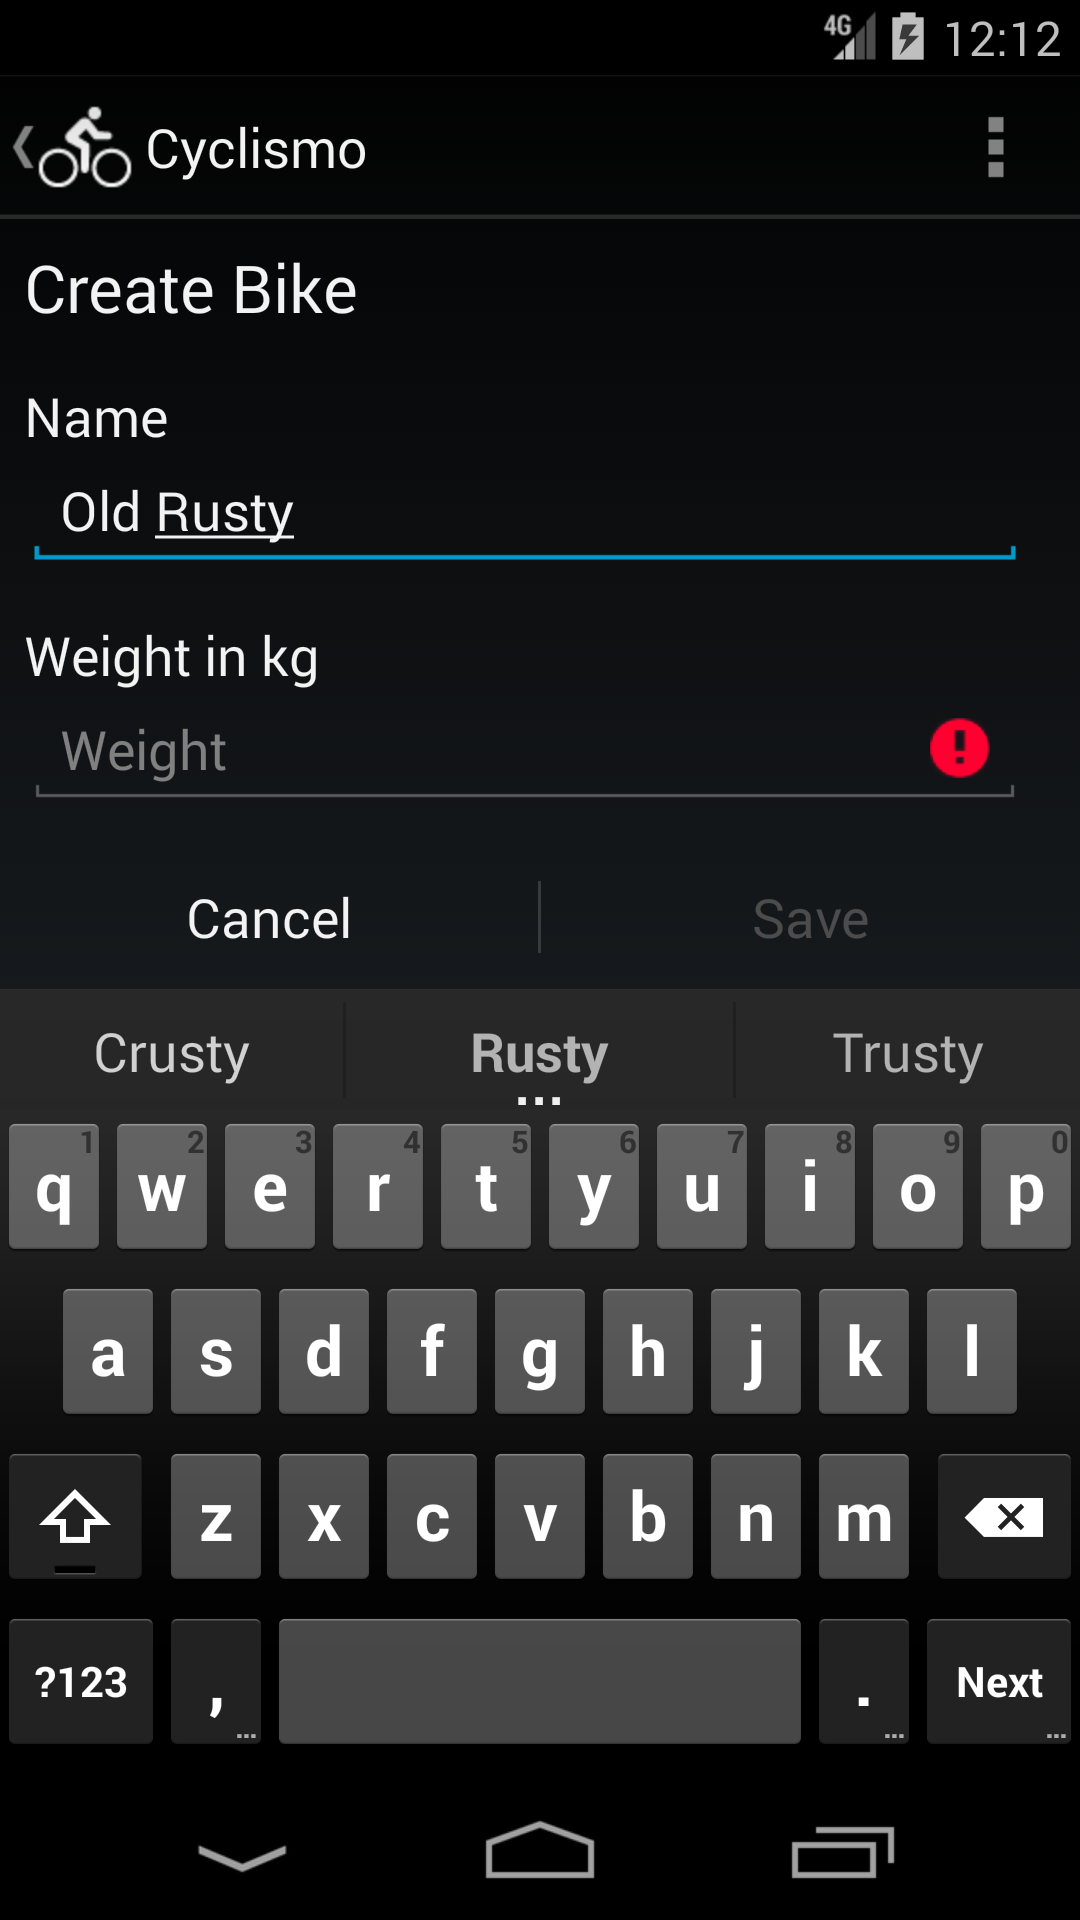 4G 12:12
Cyclismo
Create Bike
Name
Old Rusty
Weight in kg
Weight
Cancel Save
Crusty Rusty Trusty
...
1 2 3 4 5 6 7 8 9 0
q w e r t y u i o p
a s d f g h j k l
z x c v b n m
?123 , . Next
... ... ...